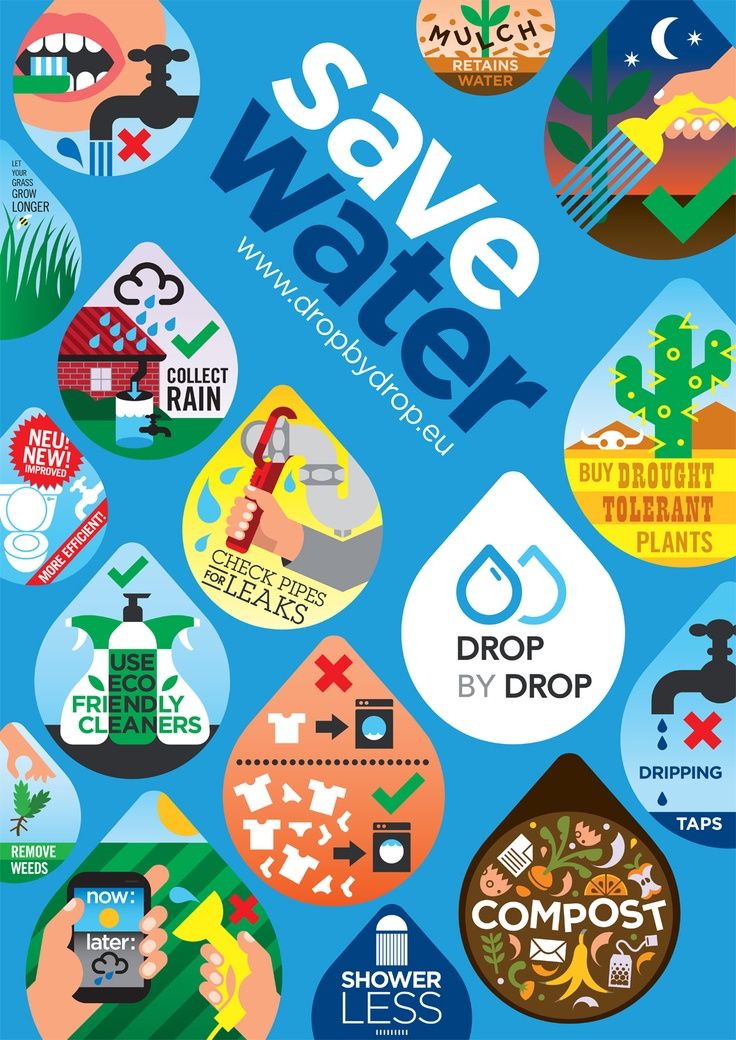 MULCH
RETAINS
WATER
save
water
www.dropbydrop.eu
LET
YOUR
GRASS
GROW
LONGER
COLLECT
RAIN
BUY DROUGHT
TOLERANT
PLANTS
NEU!
NEW!
IMPROVED
MORE EFFICIENT!
CHECK PIPES
FOR LEAKS
DROP
BY DROP
USE
ECO
FRIENDLY
CLEANERS
DRIPPING
TAPS
REMOVE
WEEDS
now:
later:
COMPOST
SHOWER
LESS